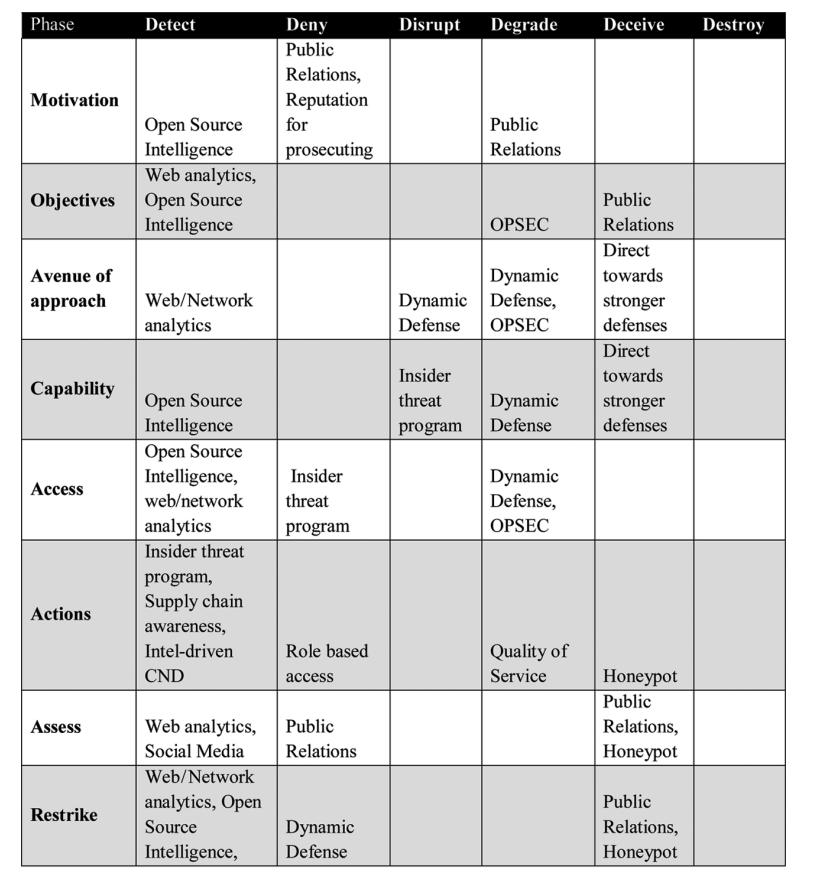 Phase Detect Deny Disrupt Degrade Deceive Destroy
Motivation
Open Source
Intelligence
Public
Relations,
Reputation
for
prosecuting
Public
Relations
Objectives
Web analytics,
Open Source
Intelligence
OPSEC
Public
Relations
Avenue of
approach
Web/Network
analytics
Dynamic
Defense
Dynamic
Defense,
OPSEC
Direct
towards
stronger
defenses
Capability
Open Source
Intelligence
Insider
threat
program
Dynamic
Defense
Direct
towards
stronger
defenses
Access
Open Source
Intelligence,
web/network
analytics
Insider
threat
program
Dynamic
Defense,
OPSEC
Actions
Insider threat
program,
Supply chain
awareness,
Intel-driven
CND
Role based
access
Quality of
Service
Honeypot
Assess
Web analytics,
Social Media
Public
Relations
Public
Relations,
Honeypot
Restrike
Web/Network
analytics, Open
Source
Intelligence,
Dynamic
Defense
Public
Relations,
Honeypot